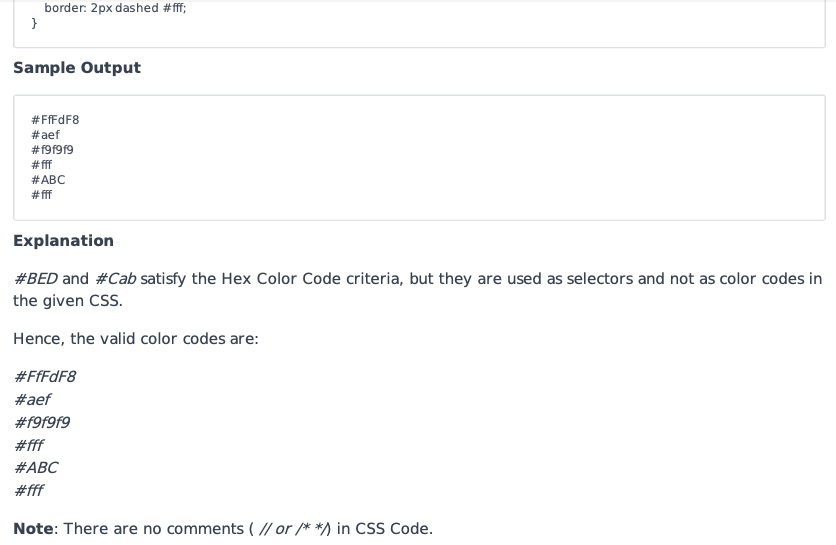 border: 2px dashed #fff;
}
Sample Output
#FfFdF8
#aef
#f9f9f9
#fff
#ABC
#fff
Explanation
#BED and #Cab satisfy the Hex Color Code criteria, but they are used as selectors and not as color codes in
the given CSS.
Hence, the valid color codes are:
#FfFdF8
#aef
#f9f9f9
#fff
#ABC
#fff
Note: There are no comments ( // or /* */) in CSS Code.